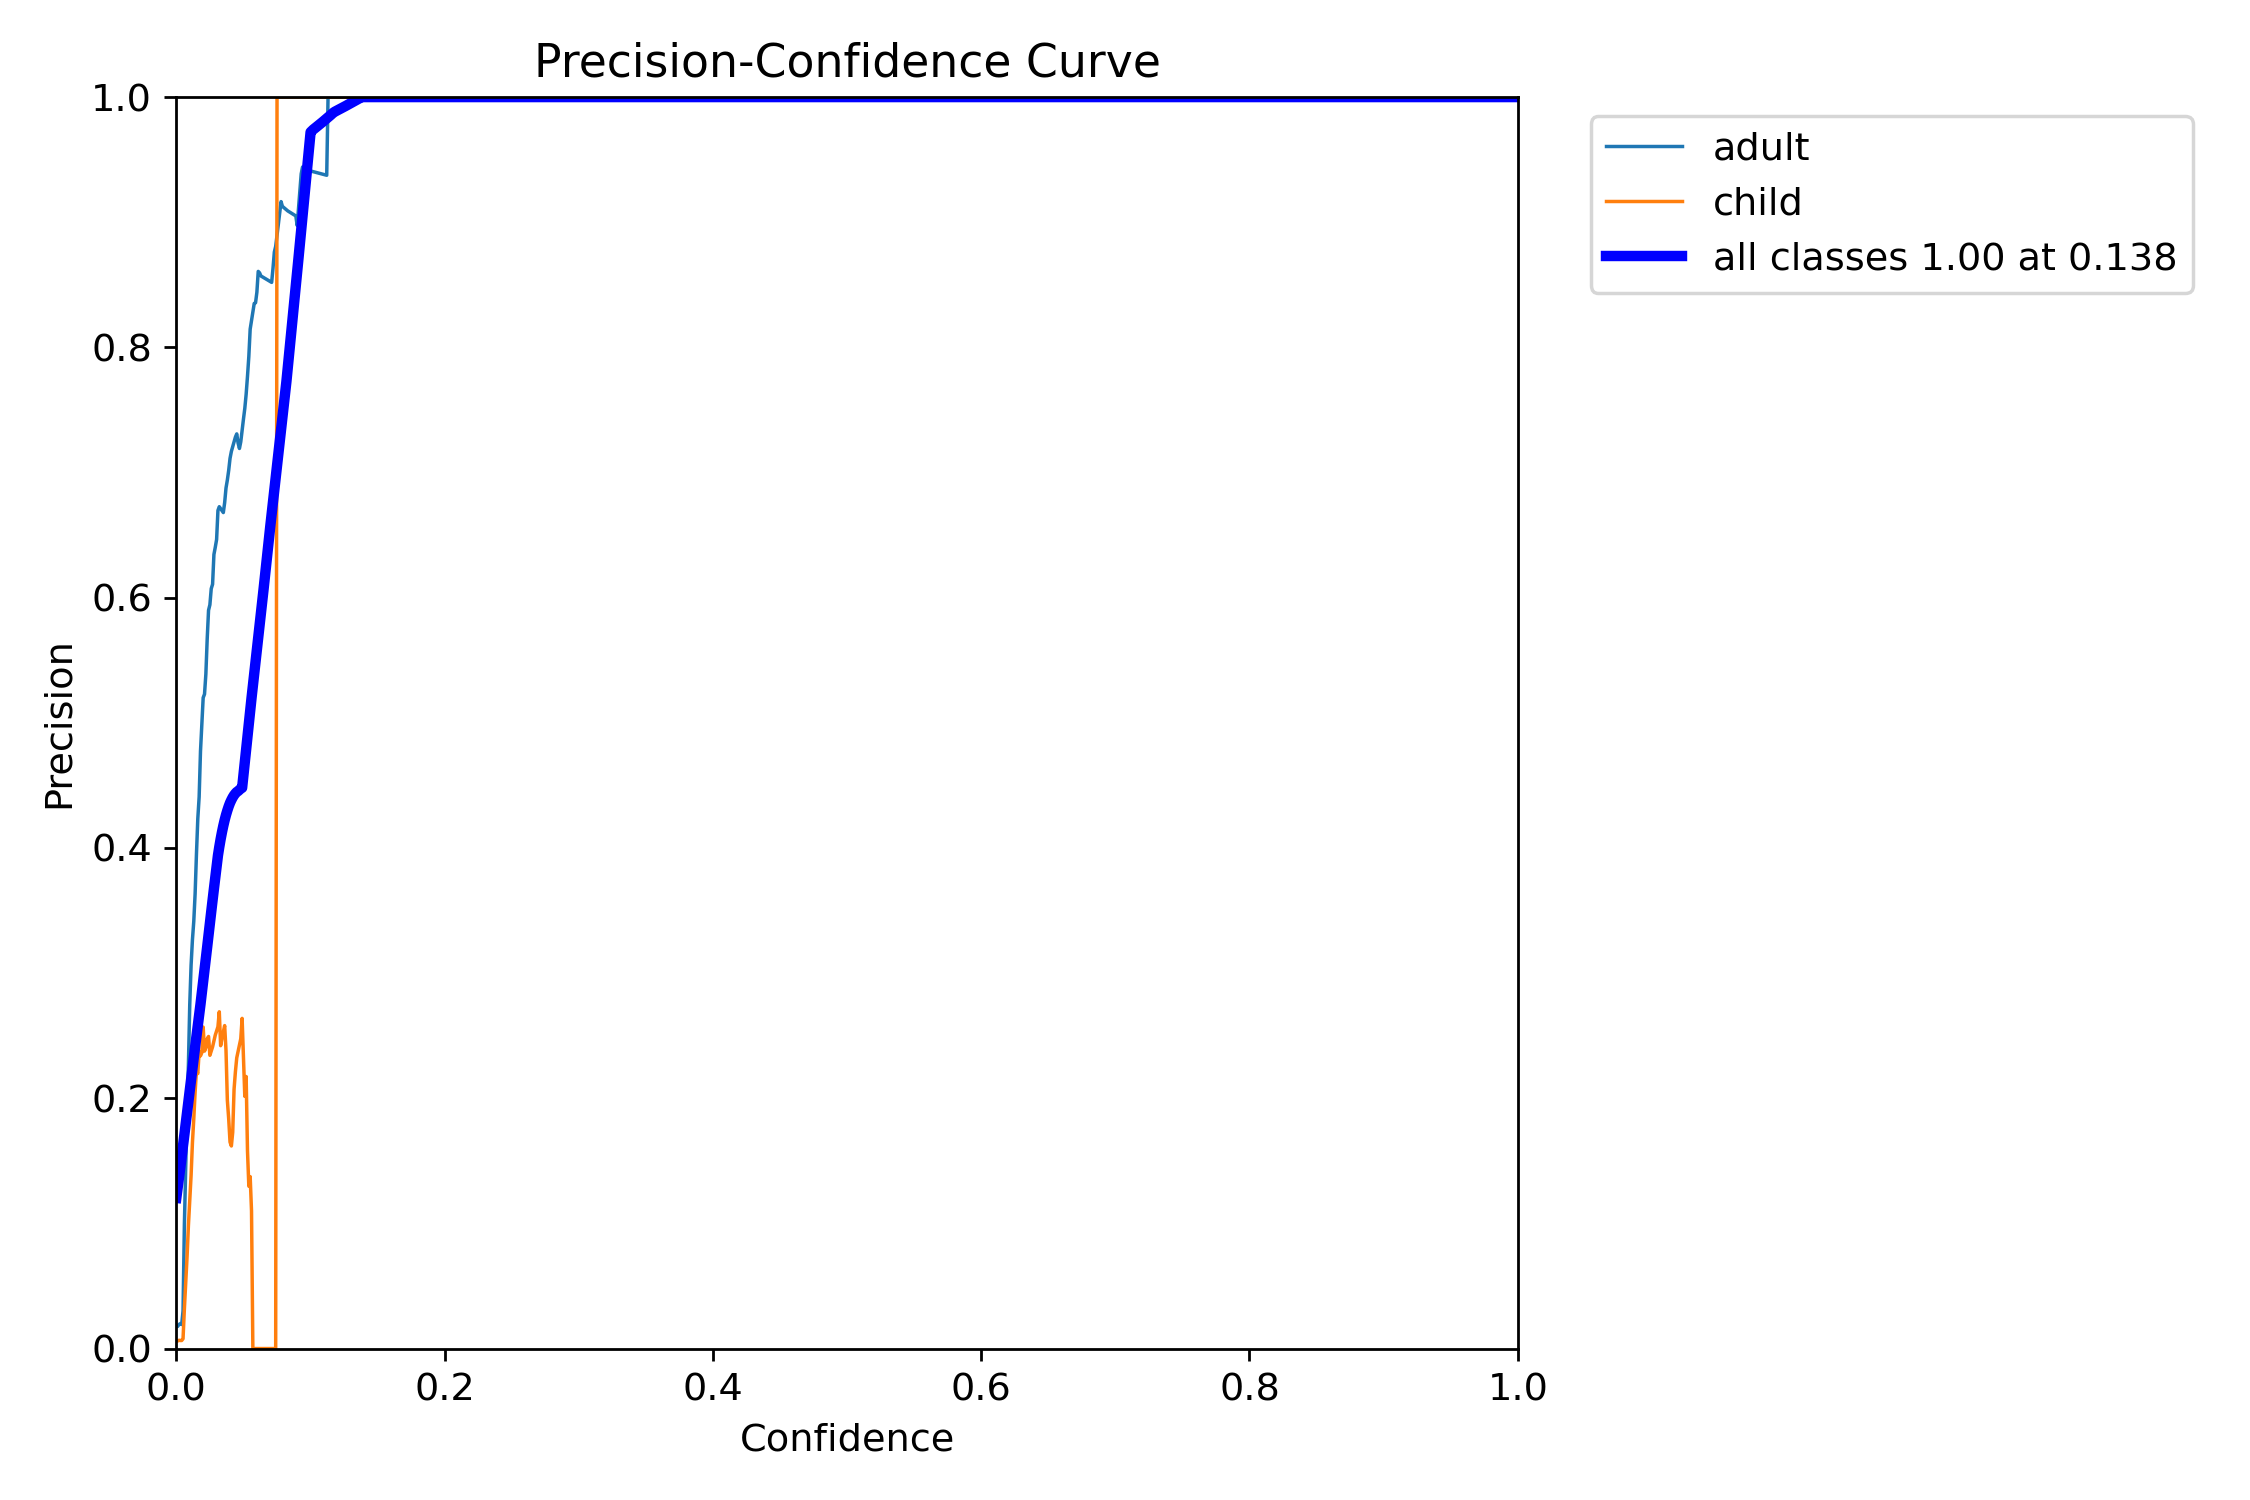 Precision-Confidence Curve
1.0
0.8
0.6
0.4
0.2
0.0
Precision
0.0 0.2 0.4 0.6 0.8 1.0
Confidence
adult
child
all classes 1.00 at 0.138